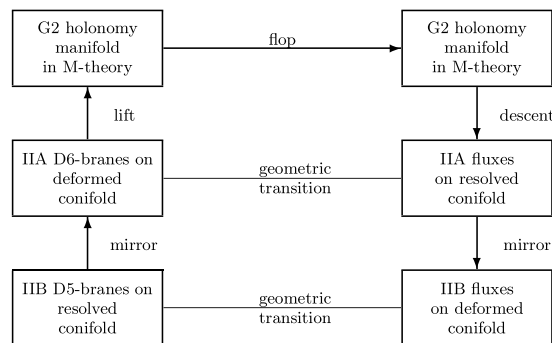 G2 holonomy
manifold
in M-theory
flop
G2 holonomy
manifold
in M-theory
lift
descent
IIA D6-branes on
deformed
conifold
geometric
transition
IIA fluxes
on resolved
conifold
mirror
mirror
IIB D5-branes on
resolved
conifold
geometric
transition
IIB fluxes
on deformed
conifold